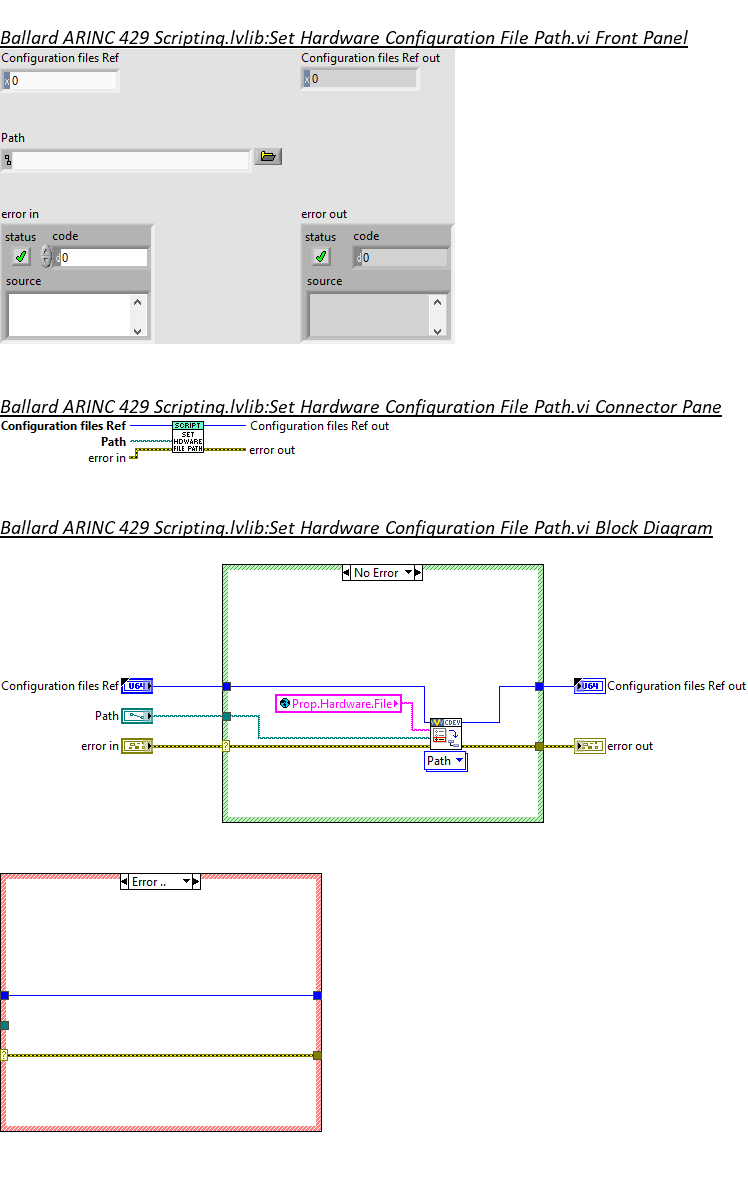 Ballard ARINC 429 Scripting.lvlib:Set Hardware Configuration File Path.vi Front Panel
Configuration files Ref
Configuration files Ref out
x 0
x 0
Path
error in
error out
status code
status code
d 0
d 0
source
source
Ballard ARINC 429 Scripting.lvlib:Set Hardware Configuration File Path.vi Connector Pane
Configuration files Ref
SCRIPT
Configuration files Ref out
Path
SET
HDWARE
FILE PATH
error in
error out
Ballard ARINC 429 Scripting.lvlib:Set Hardware Configuration File Path.vi Block Diagram
No Error
Configuration files Ref
U64
U64
Configuration files Ref out
Prop.Hardware.File
Path
CDEV
error in
?
error out
Path
Error ..
?